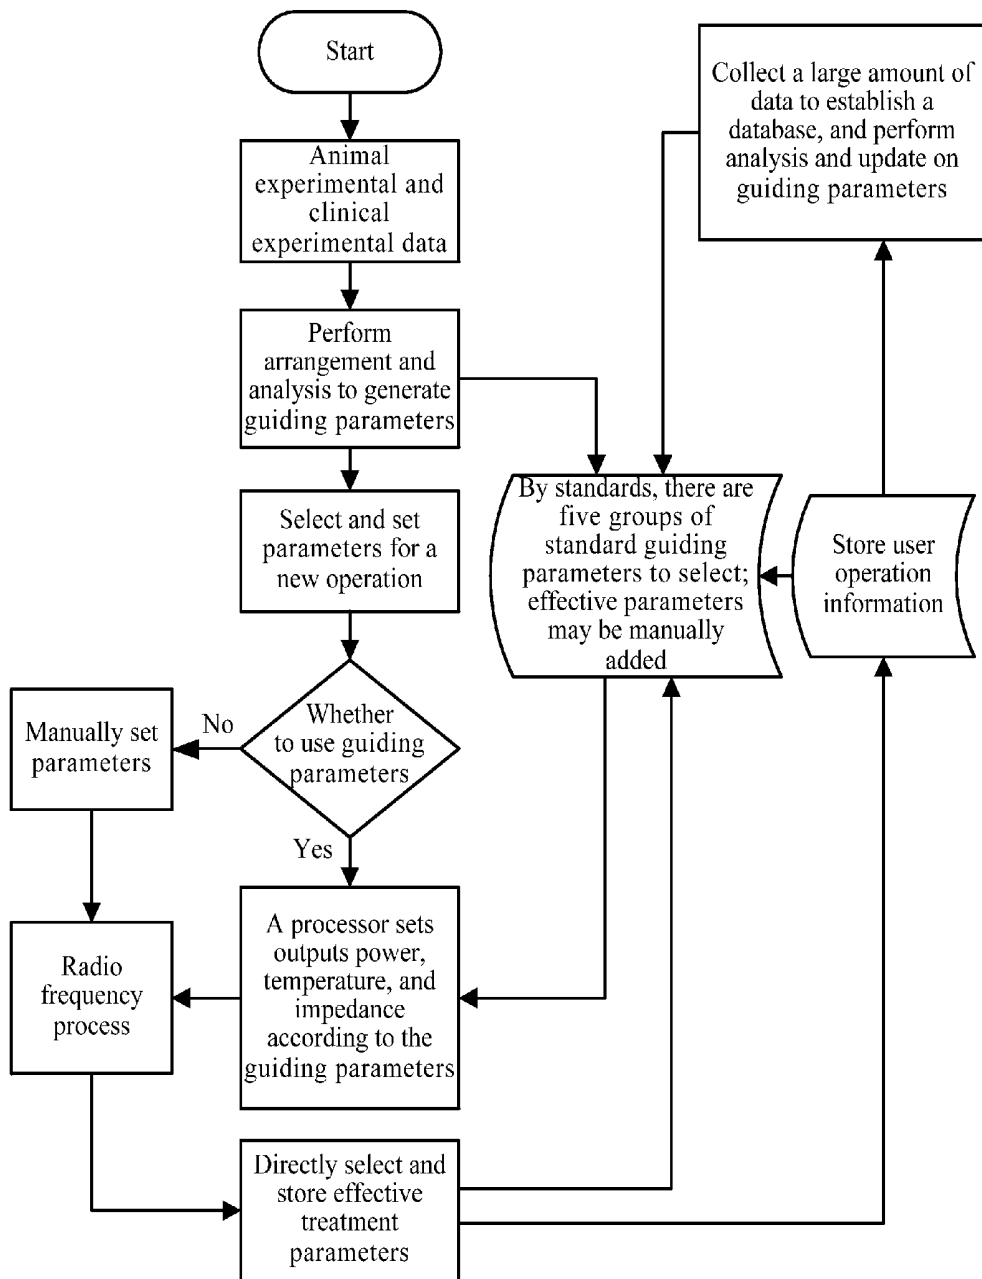 Start
Animal
experimental and
clinical
experimental data
Perform
arrangement and
analysis to generate
guiding parameters
Select and set
parameters for a
new operation
Whether
to use guiding
parameters
No
Yes
Manually set
parameters
Radio
frequency
process
A processor sets
outputs power,
temperature, and
impedance
according to the
guiding parameters
Directly select and
store effective
treatment
parameters
By standards, there are
five groups of
standard guiding
parameters to select;
effective parameters
may be manually
added
Store user
operation
information
Collect a large amount of
data to establish a
database, and perform
analysis and update on
guiding parameters